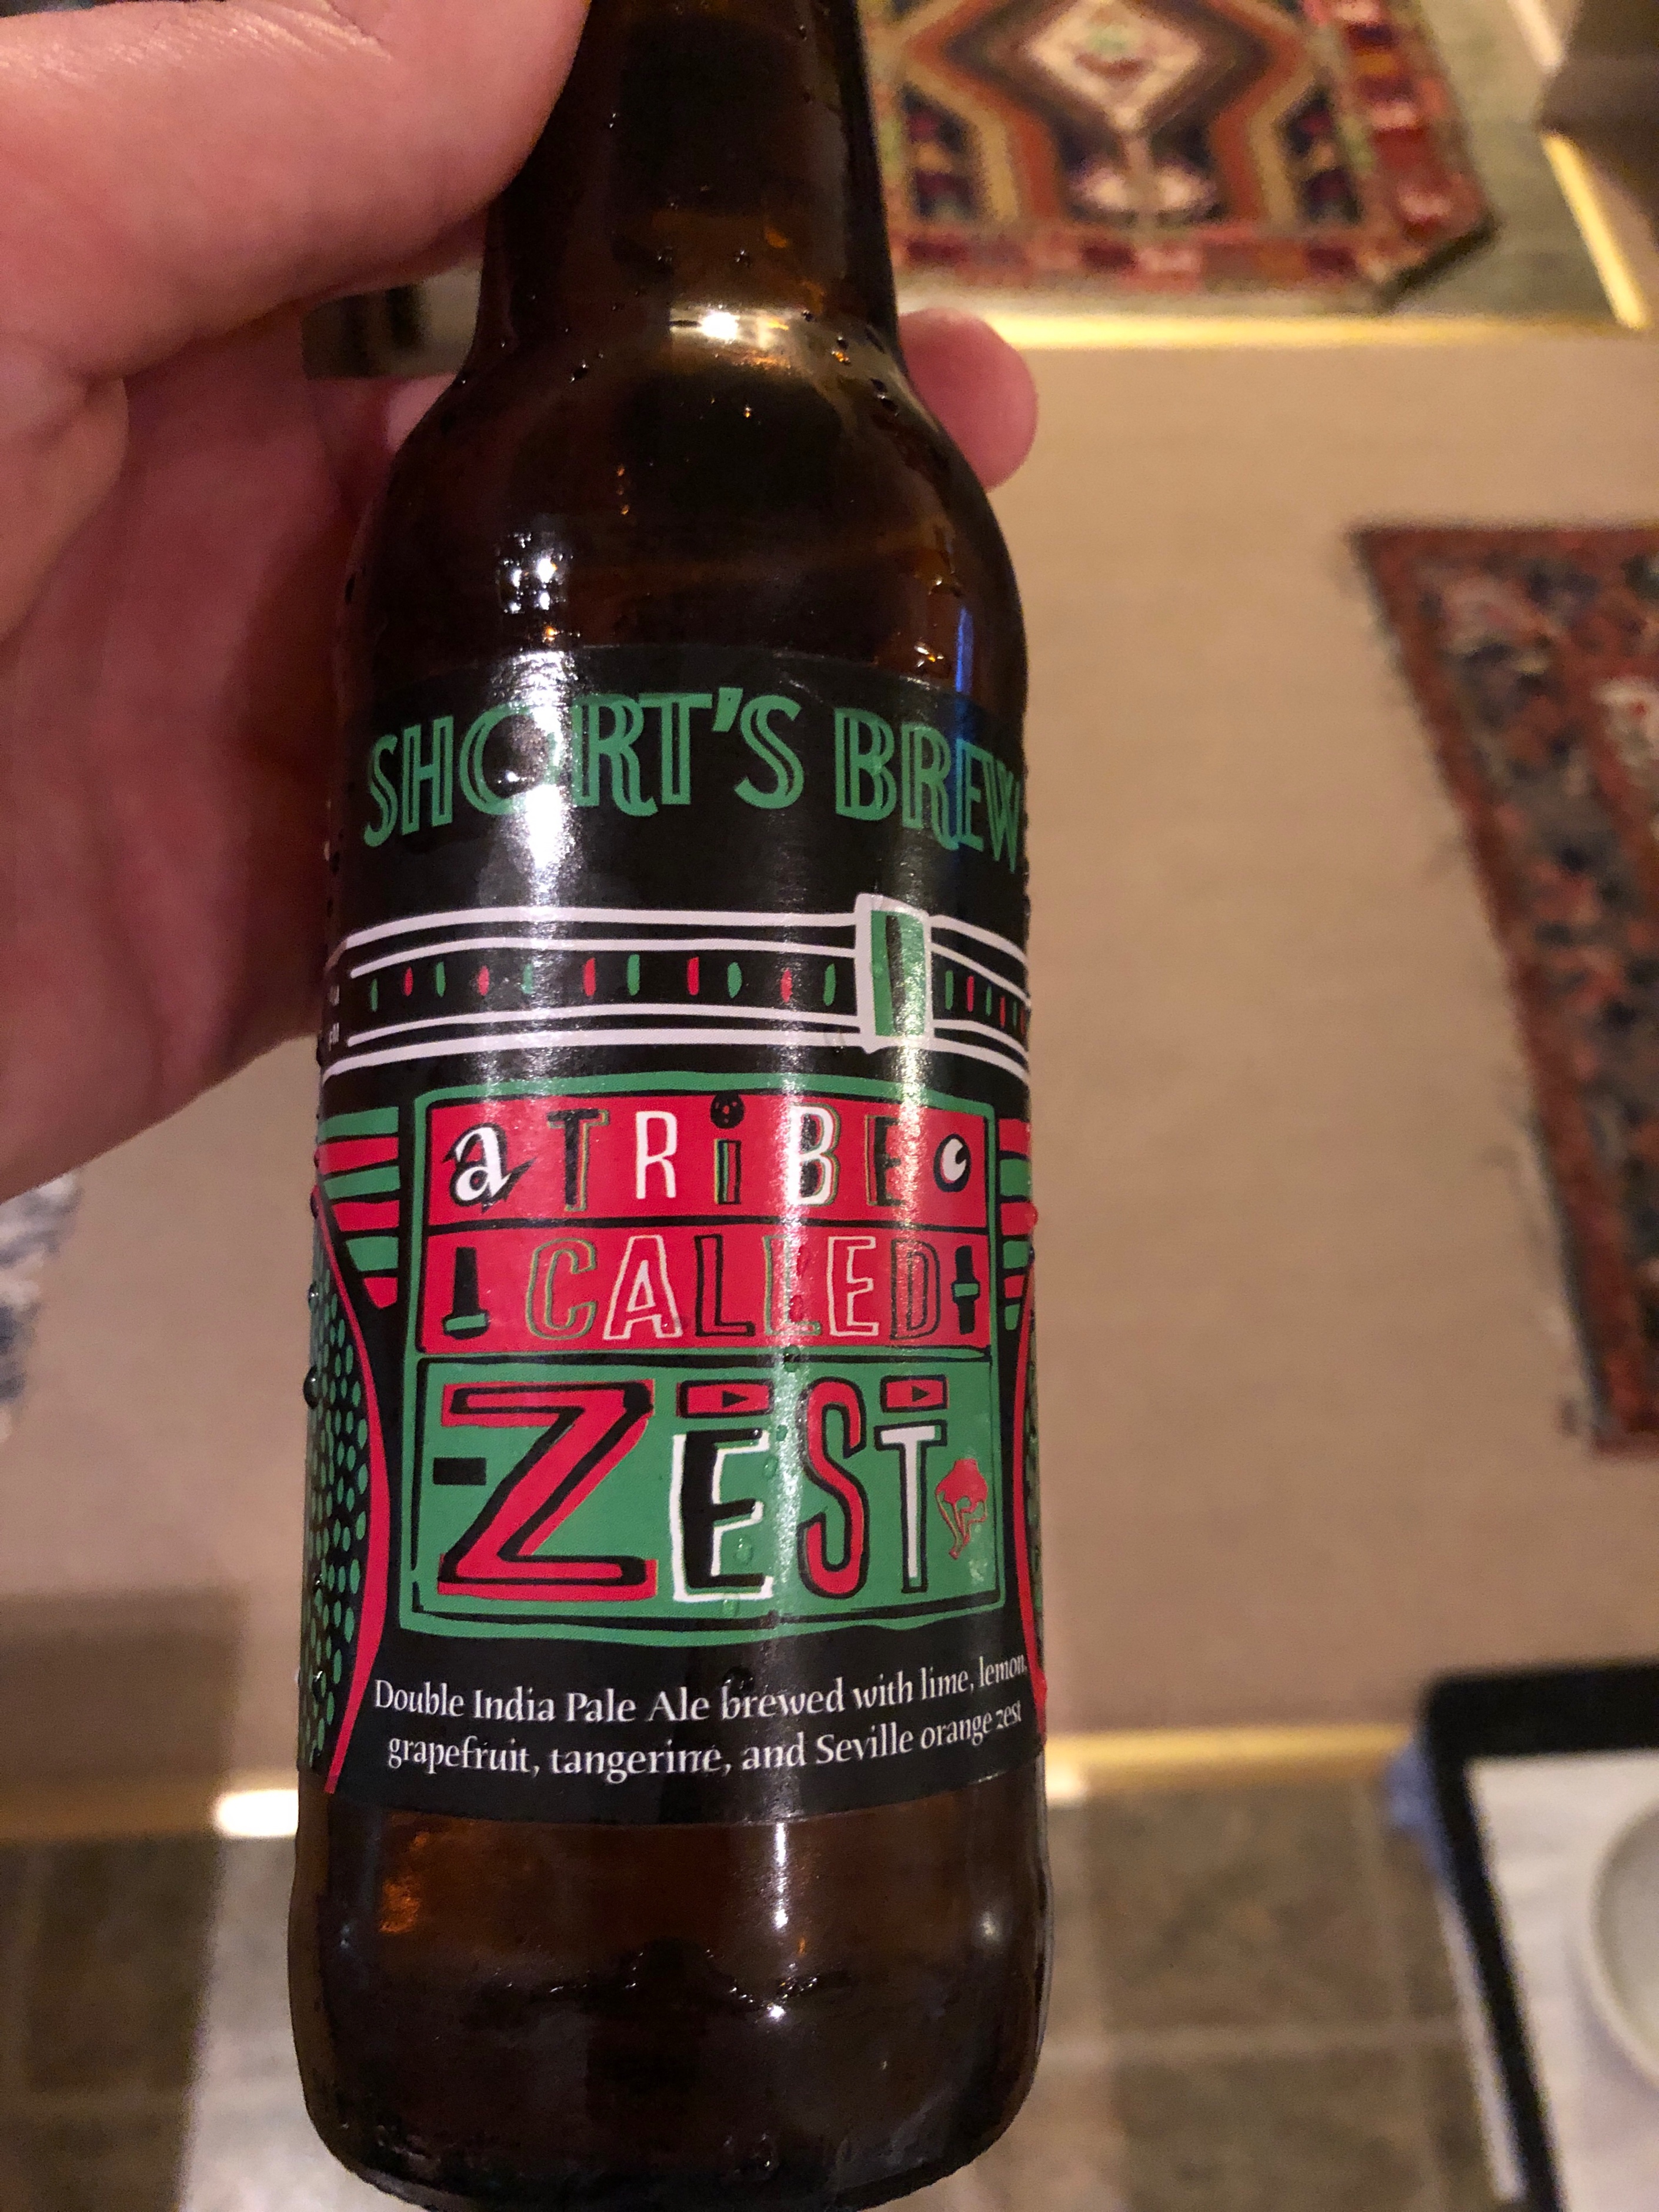 SHORT'S BREW
a TRiBE
CALLED
ZEST
Double India Pale Ale brewed with lime, lemon,
grapefruit, tangerine, and Seville orange zest